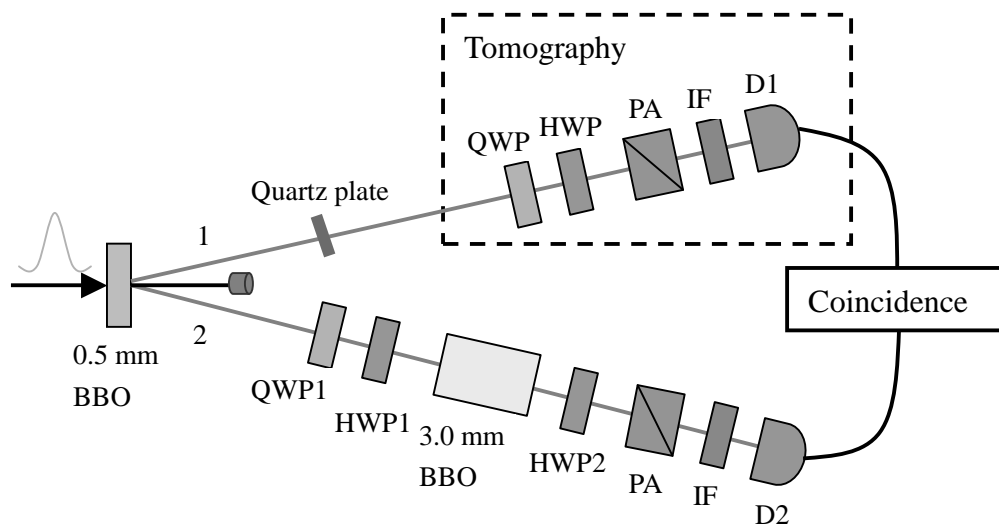 Tomography
D1
IF
PA
HWP
QWP
Quartz plate
1
Coincidence
2
0.5 mm
BBO
QWP1
HWP1
3.0 mm
BBO
HWP2
PA
IF
D2